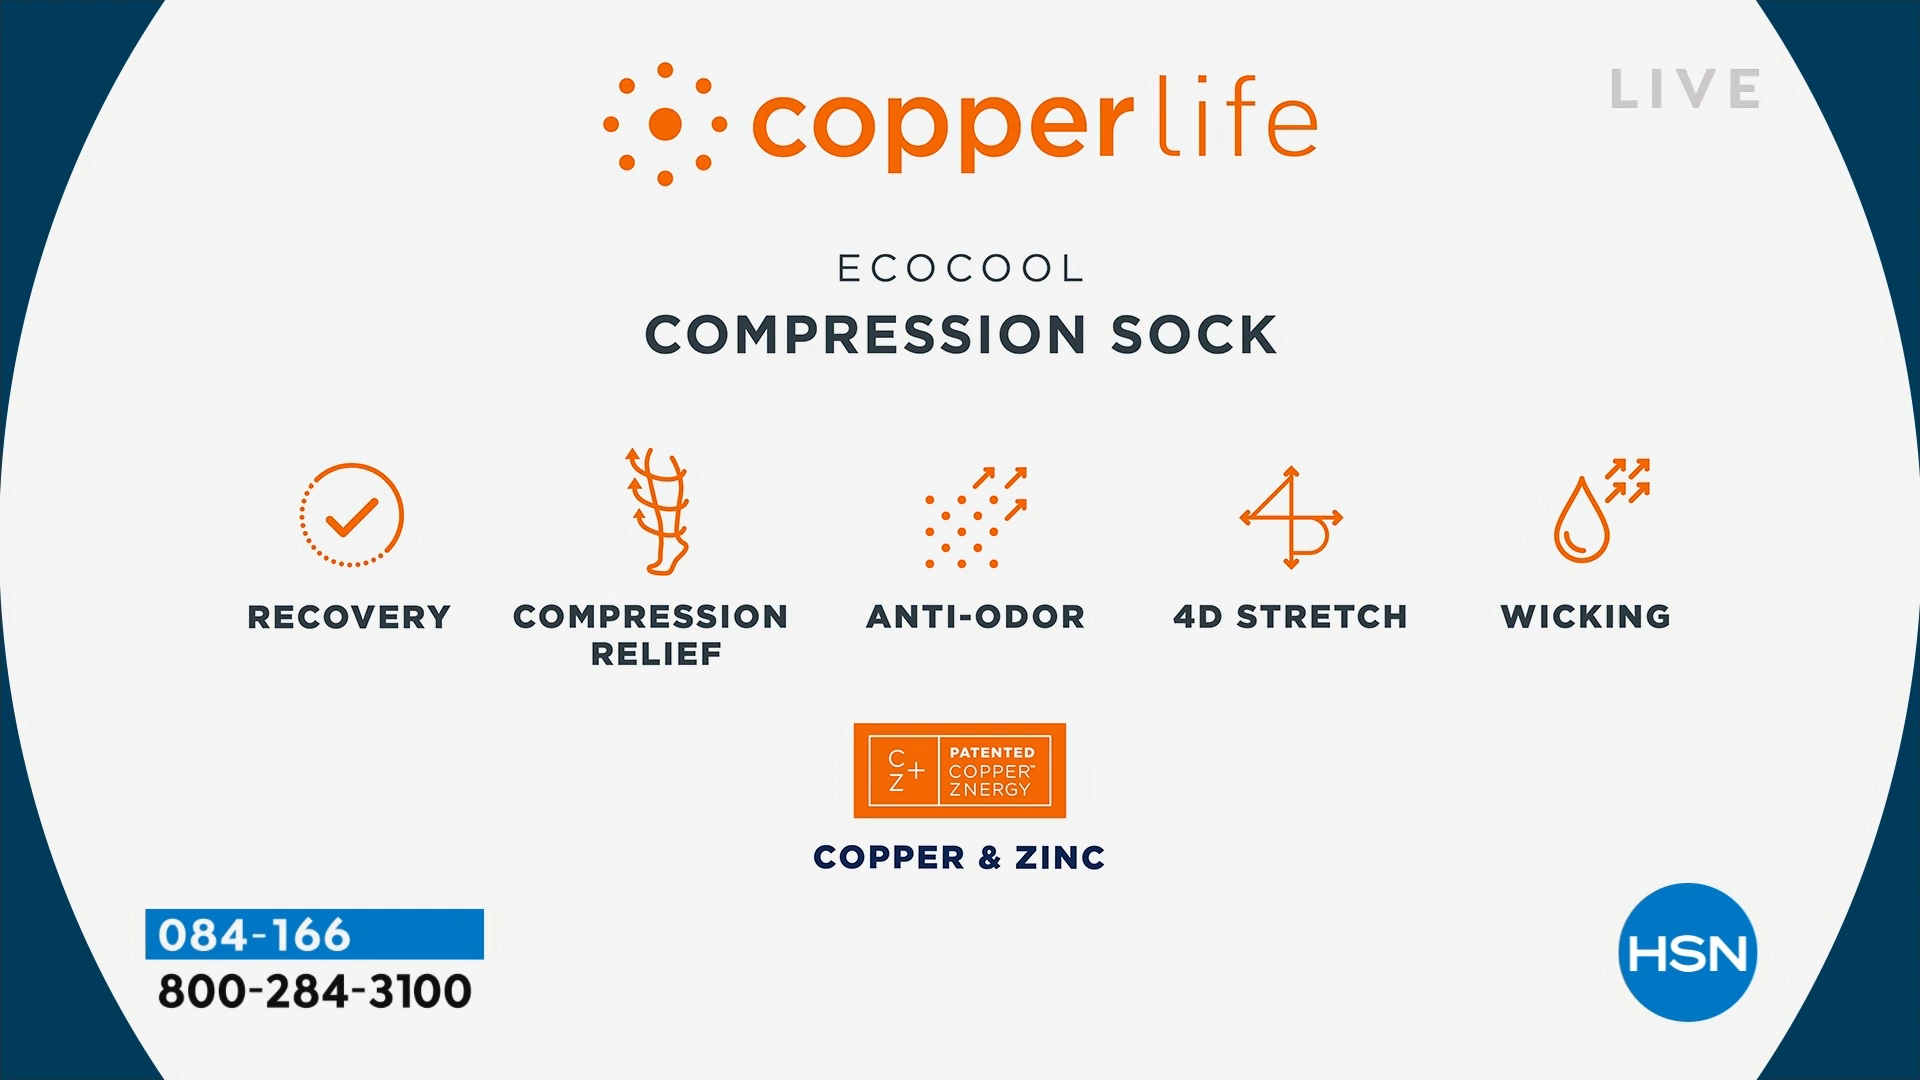 copperlife
LIVE
ECOCOOL
COMPRESSION SOCK
RECOVERY
COMPRESSION
RELIEF
ANTI-ODOR
4D STRETCH
WICKING
C
Z+
PATENTED
COPPER™
ZNERGY
COPPER & ZINC
084-166
800-284-3100
HSN